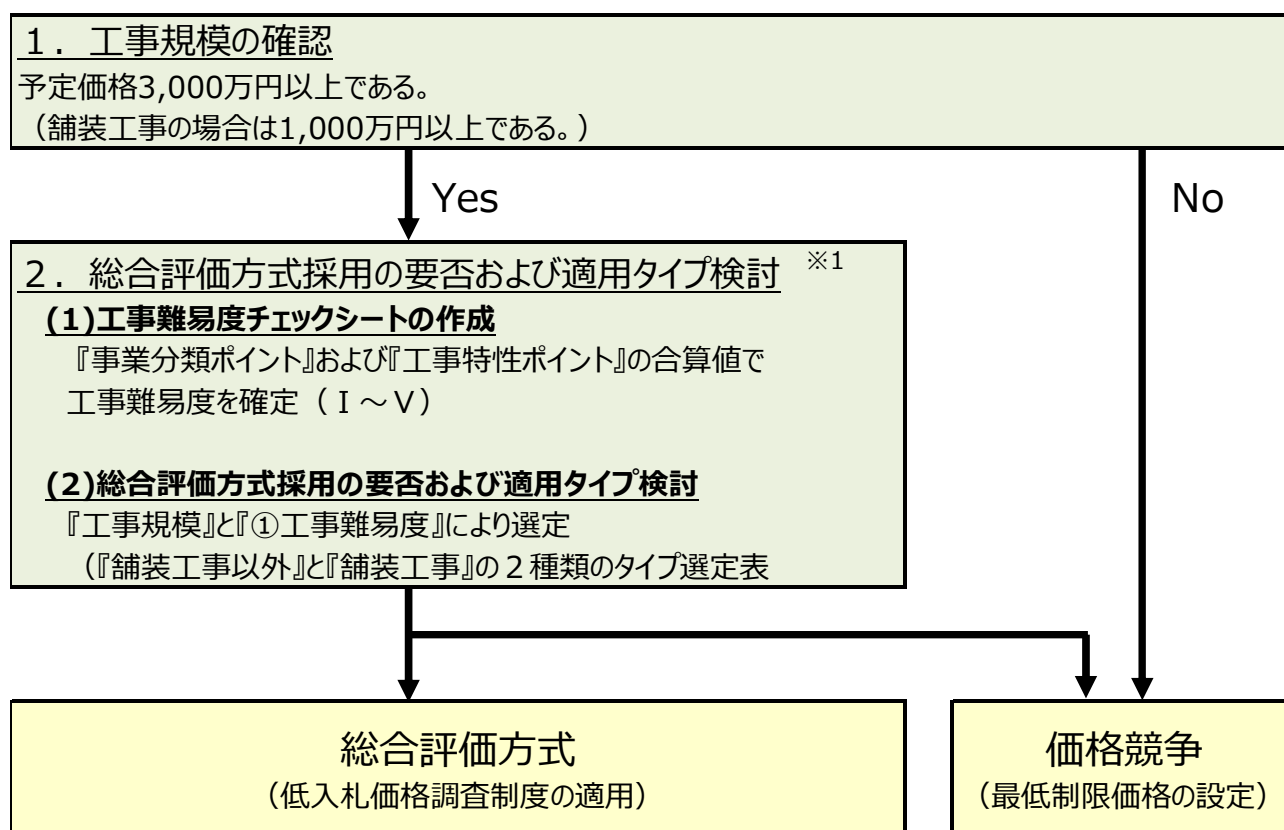 １．工事規模の確認
予定価格3,000万円以上である。
（舗装工事の場合は1,000万円以上である。）
Yes
No
２．総合評価方式採用の要否および適用タイプ検討 ※1
(1)工事難易度チェックシートの作成
『事業分類ポイント』および『工事特性ポイント』の合算値で
工事難易度を確定（Ⅰ～Ⅴ）
(2)総合評価方式採用の要否および適用タイプ検討
『工事規模』と『①工事難易度』により選定
（『舗装工事以外』と『舗装工事』の２種類のタイプ選定表
総合評価方式
（低入札価格調査制度の適用）
価格競争
（最低制限価格の設定）